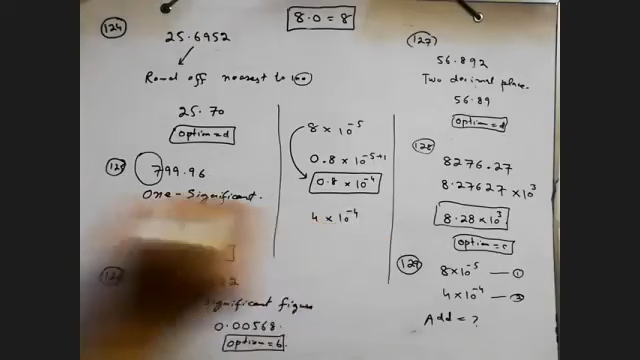 8.0 = 8
124
25.6952
Round off nearest to 100
25.70
Option = d
125
799.96
One-Significant.
2
Significant figure
0.00568.
Option = b
8 × 10⁻⁵
0.8 × 10⁻⁵⁺¹
0.8 × 10⁻⁴
4 × 10⁻⁴
127
56.892
Two decimal place.
56.89
Option = d
128
8276.27
8.27627 × 10³
8.28 × 10³
Option = c
129
8×10⁻⁵ — ①
4×10⁻⁴ — ②
Add = ?